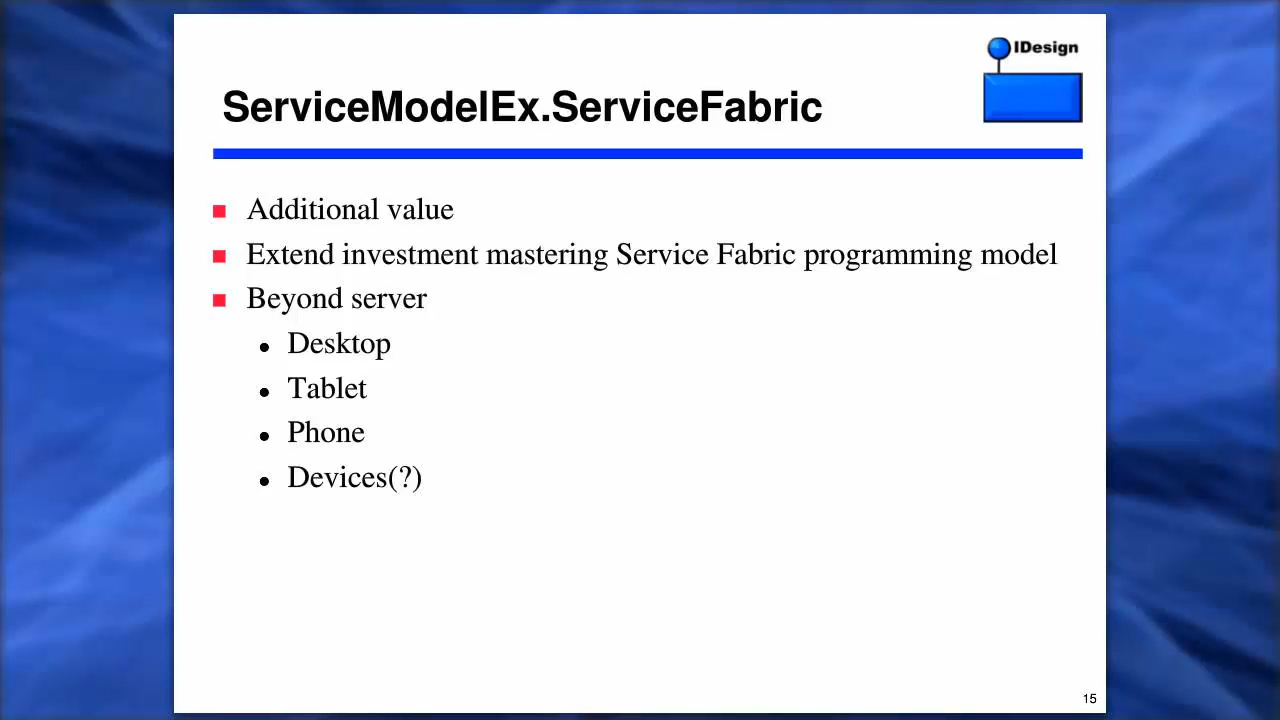 IDesign
ServiceModelEx.ServiceFabric
Additional value
Extend investment mastering Service Fabric programming model
Beyond server
Desktop
Tablet
Phone
Devices(?)
15